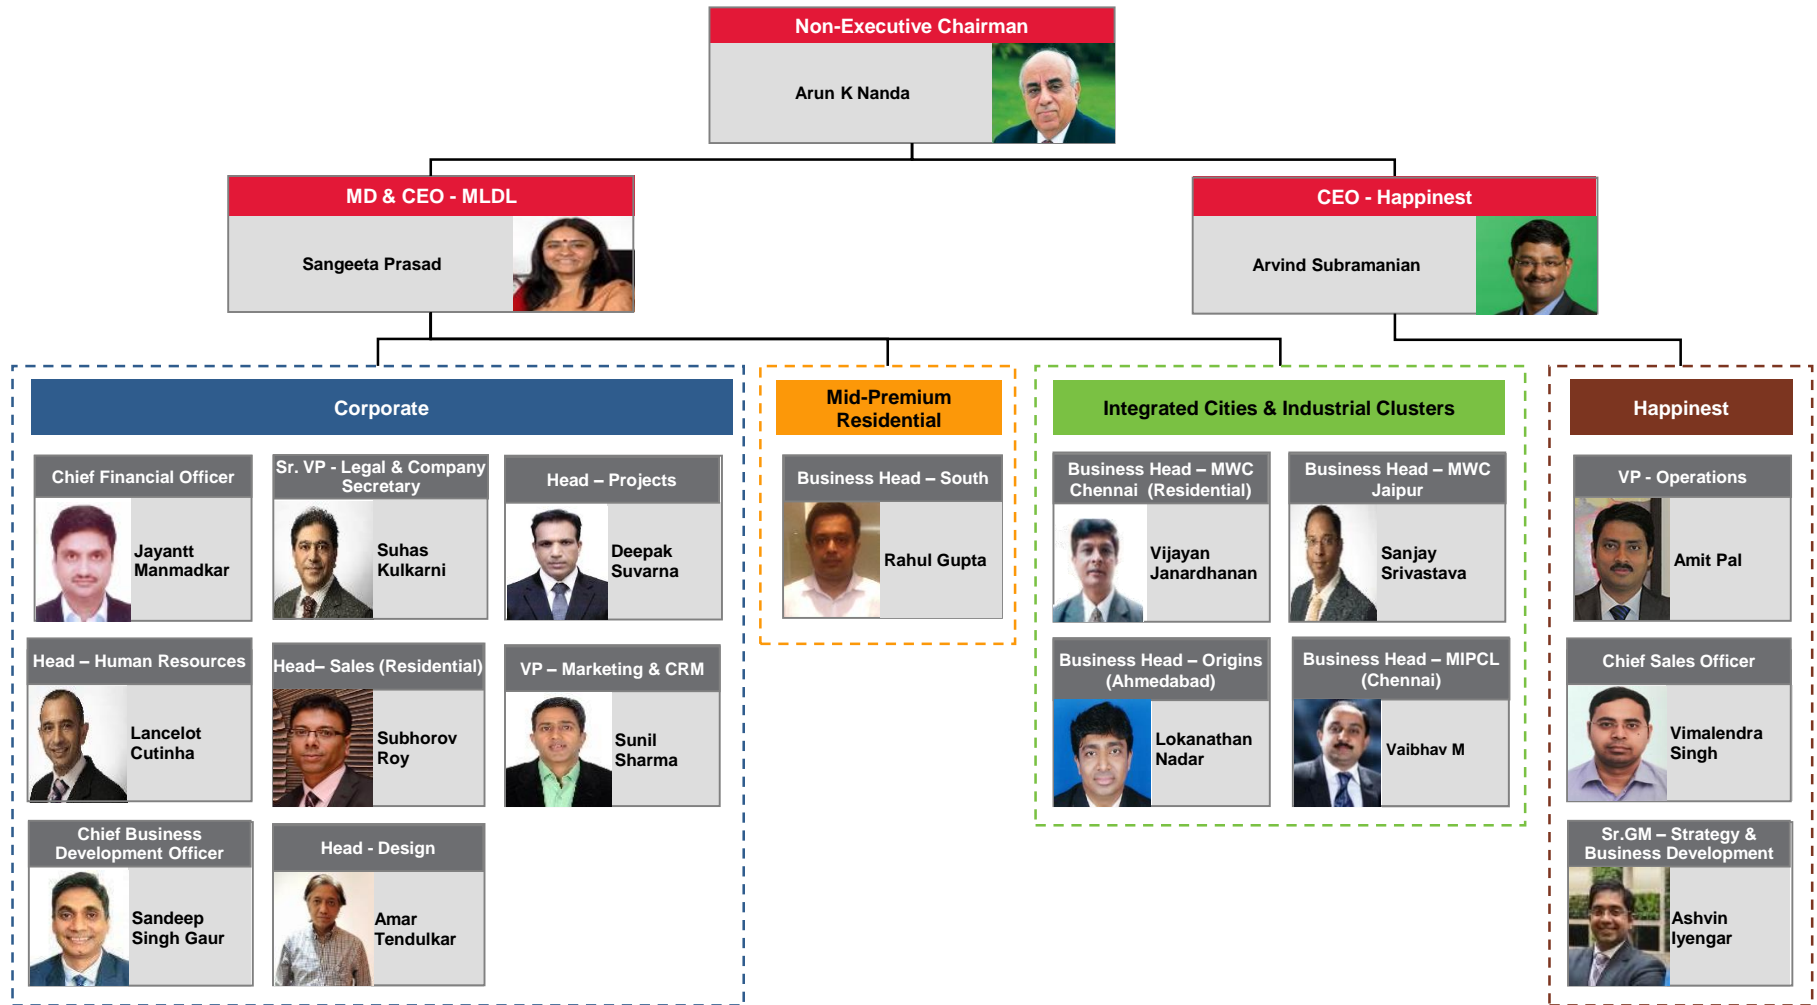 Non-Executive Chairman
Arun K Nanda
MD & CEO - MLDL
Sangeeta Prasad
CEO - Happinest
Arvind Subramanian
Corporate
Chief Financial Officer
Jayantt
Manmadkar
Sr. VP - Legal & Company
Secretary
Suhas
Kulkarni
Head – Projects
Deepak
Suvarna
Head – Human Resources
Lancelot
Cutinha
Head– Sales (Residential)
Subhorov
Roy
VP – Marketing & CRM
Sunil
Sharma
Chief Business
Development Officer
Sandeep
Singh Gaur
Head - Design
Amar
Tendulkar
Mid-Premium
Residential
Business Head – South
Rahul Gupta
Integrated Cities & Industrial Clusters
Business Head – MWC
Chennai  (Residential)
Vijayan
Janardhanan
Business Head – MWC
Jaipur
Sanjay
Srivastava
Business Head – Origins
(Ahmedabad)
Lokanathan
Nadar
Business Head – MIPCL
(Chennai)
Vaibhav M
Happinest
VP - Operations
Amit Pal
Chief Sales Officer
Vimalendra
Singh
Sr.GM – Strategy &
Business Development
Ashvin
Iyengar